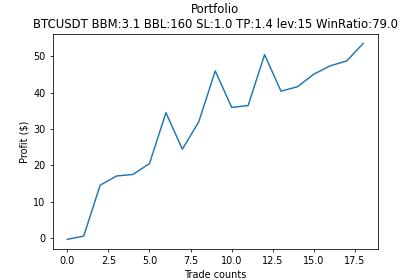 Portfolio
BTCUSDT BBM:3.1 BBL:160 SL:1.0 TP:1.4 lev:15 WinRatio:79.0
50
40
30
20
10
0
Profit ($)
0.0 2.5 5.0 7.5 10.0 12.5 15.0 17.5
Trade counts